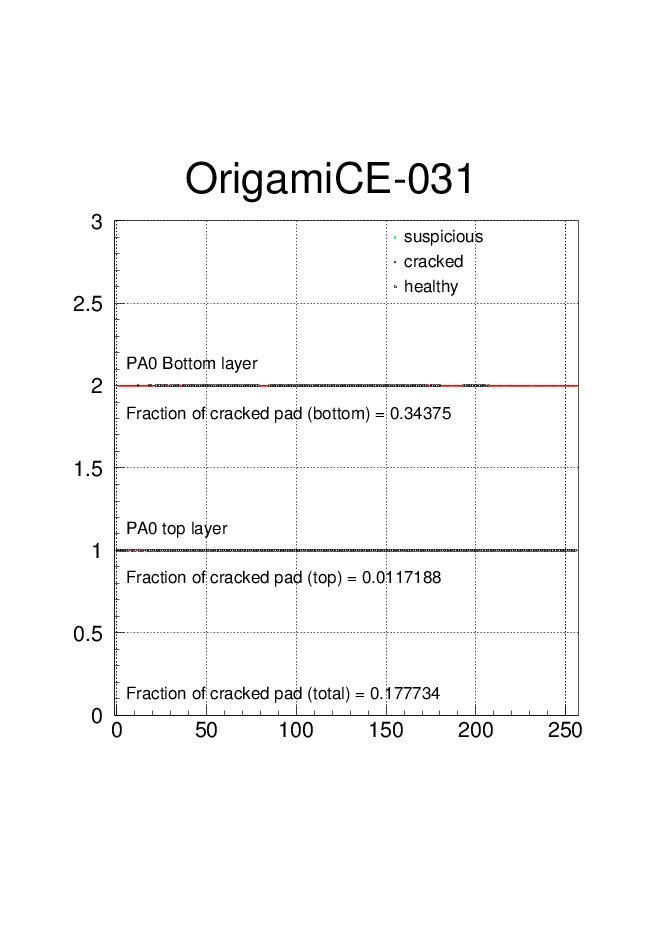 OrigamiCE-031
3
suspicious
cracked
healthy
2.5
PA0 Bottom layer
2
Fraction of cracked pad (bottom) = 0.34375
1.5
PA0 top layer
1
Fraction of cracked pad (top) = 0.0117188
0.5
Fraction of cracked pad (total) = 0.177734
0
0 50 100 150 200 250